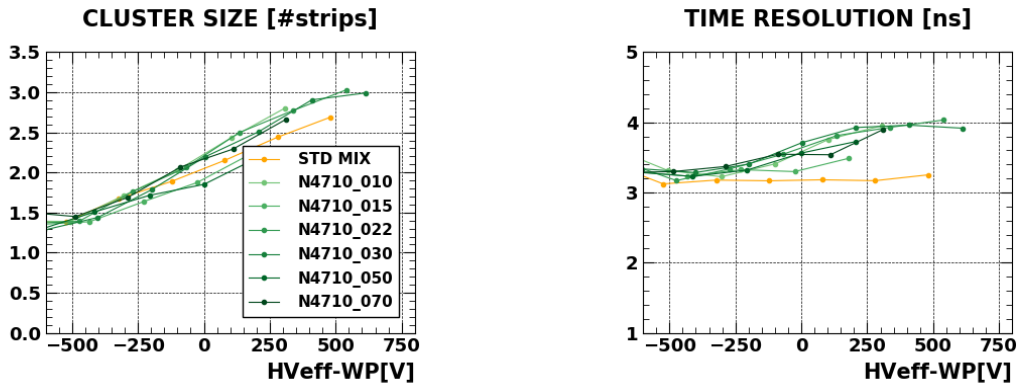 CLUSTER SIZE [#strips]
3.5
3.0
2.5
2.0
1.5
1.0
0.5
0.0
−500 −250 0 250 500 750
HVeff-WP[V]
STD MIX
N4710_010
N4710_015
N4710_022
N4710_030
N4710_050
N4710_070
TIME RESOLUTION [ns]
5
4
3
2
1
−500 −250 0 250 500 750
HVeff-WP[V]